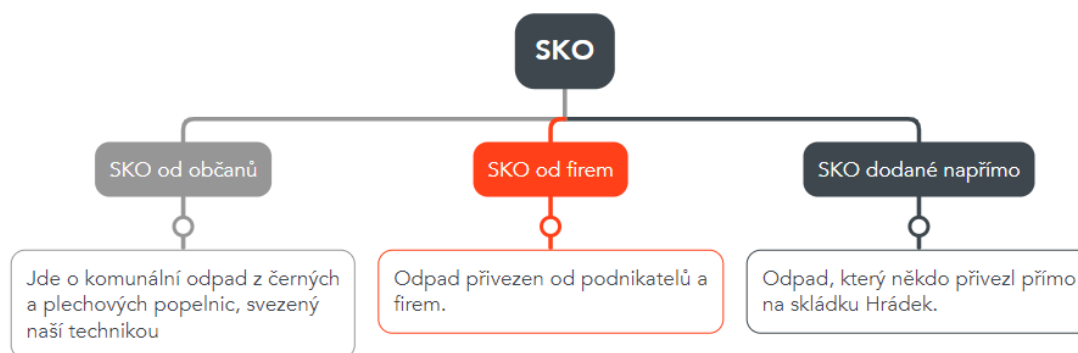 SKO
SKO od občanů
SKO od firem
SKO dodané napřímo
Jde o komunální odpad z černých
a plechových popelnic, svezený
naší technikou
Odpad přivezen od podnikatelů a
firem.
Odpad, který někdo přivezl přímo
na skládku Hrádek.